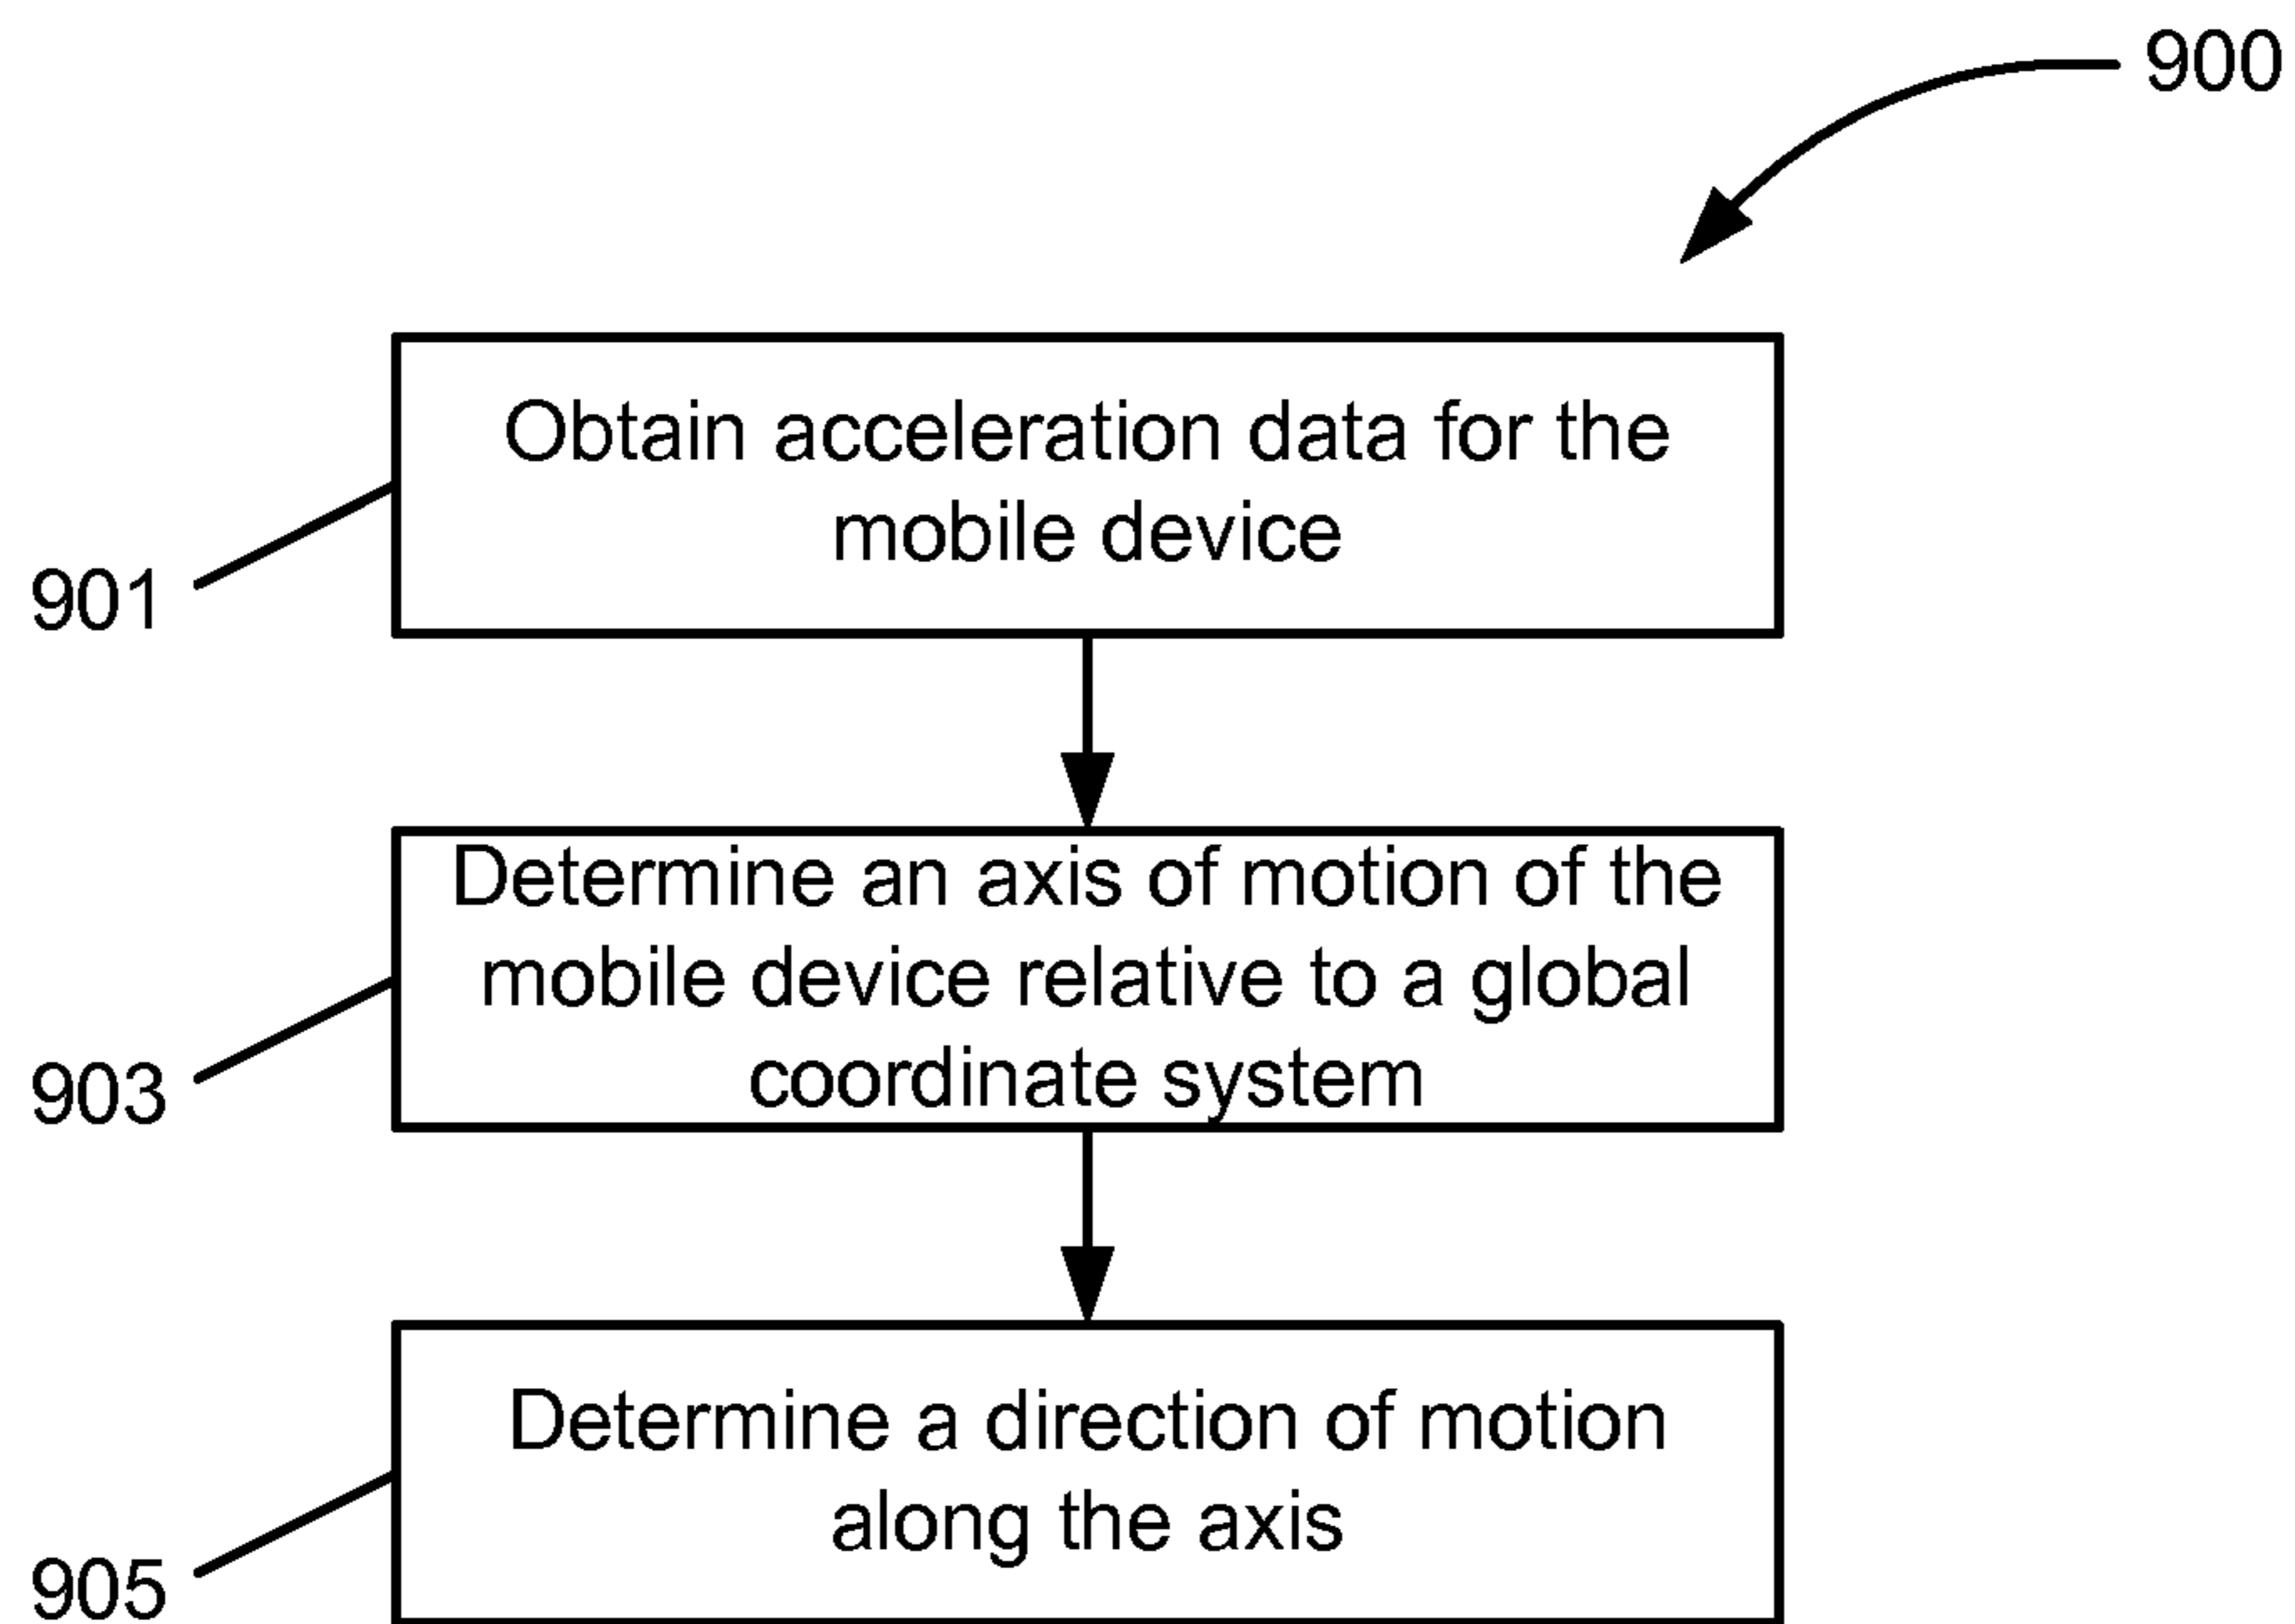 900
Obtain acceleration data for the
mobile device
901
Determine an axis of motion of the
mobile device relative to a global
coordinate system
903
Determine a direction of motion
along the axis
905